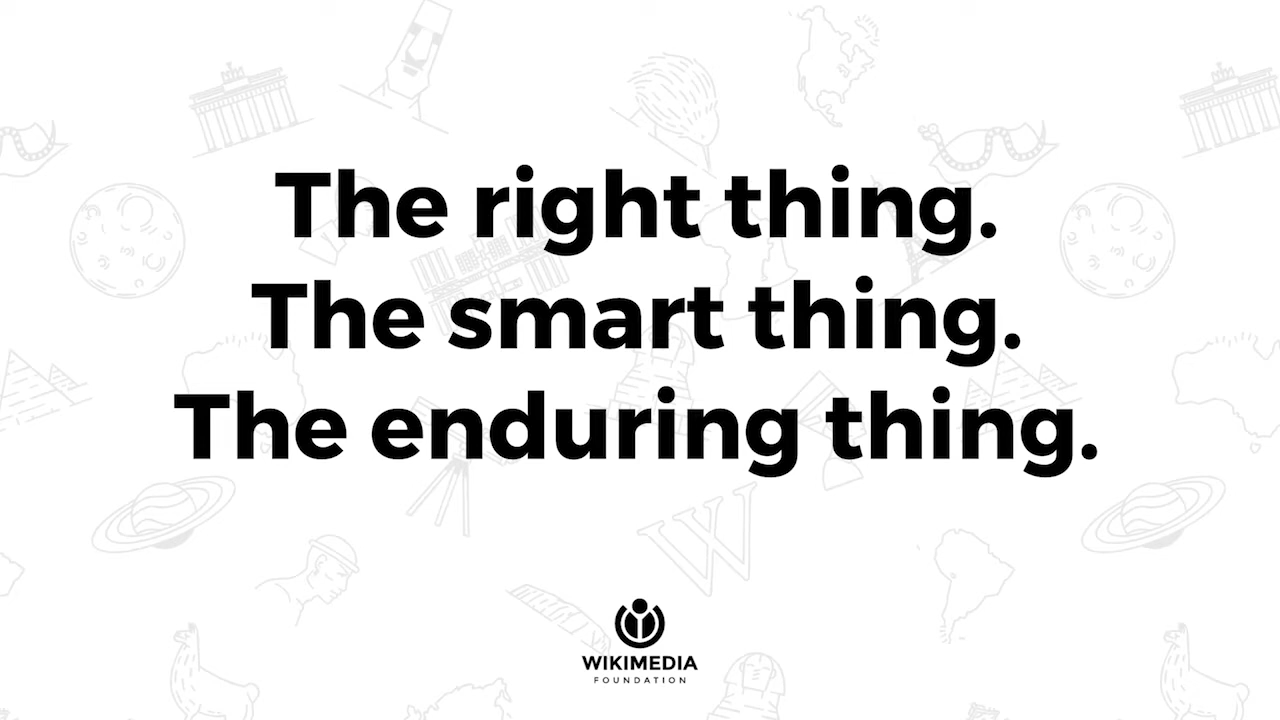 The right thing.
The smart thing.
The enduring thing.
W
WIKIMEDIA
FOUNDATION